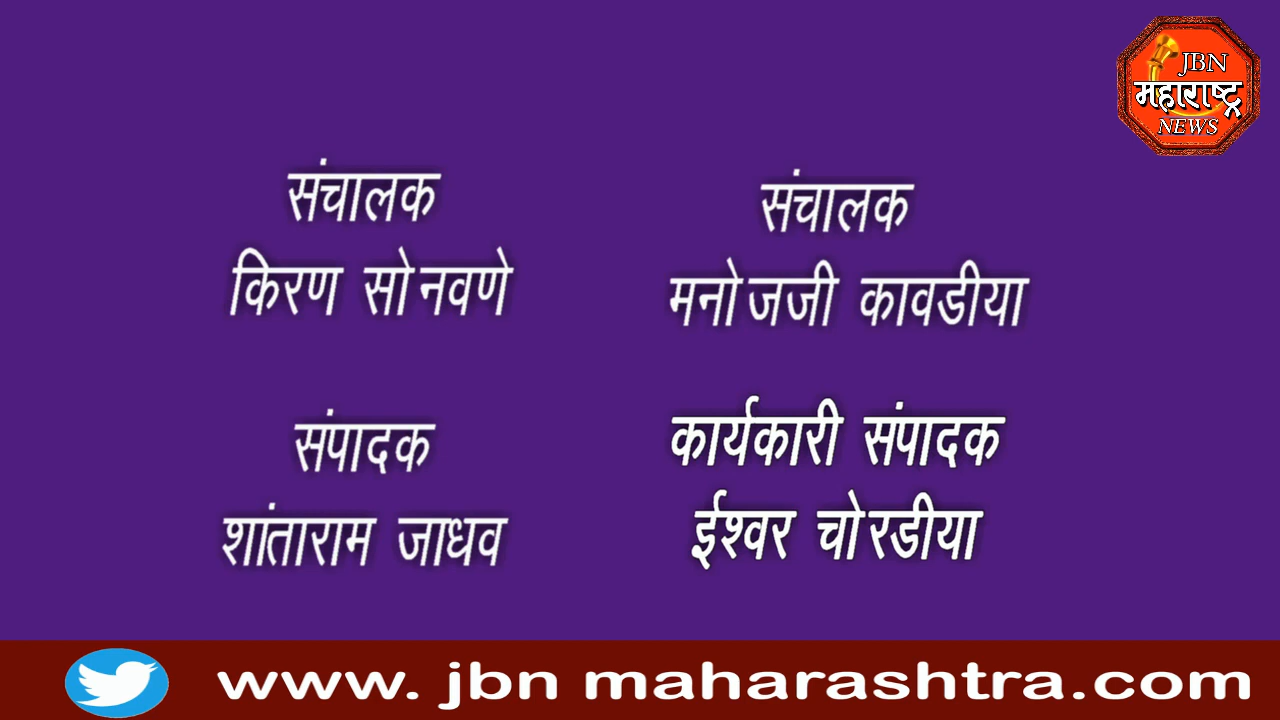 JBN
महाराष्ट्र
NEWS
संचालक
किरण सोनवणे
संचालक
मनोजजी कावडीया
संपादक
शांताराम जाधव
कार्यकारी संपादक
ईश्वर चोरडीया
www. jbn maharashtra.com